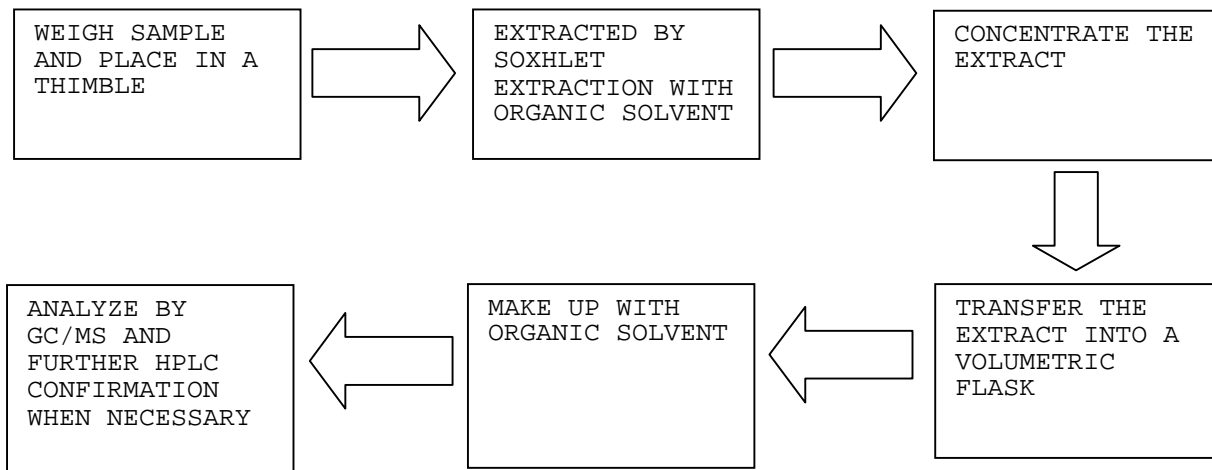 WEIGH SAMPLE
AND PLACE IN A
THIMBLE
EXTRACTED BY
SOXHLET
EXTRACTION WITH
ORGANIC SOLVENT
CONCENTRATE THE
EXTRACT
TRANSFER THE
EXTRACT INTO A
VOLUMETRIC
FLASK
MAKE UP WITH
ORGANIC SOLVENT
ANALYZE BY
GC/MS AND
FURTHER HPLC
CONFIRMATION
WHEN NECESSARY